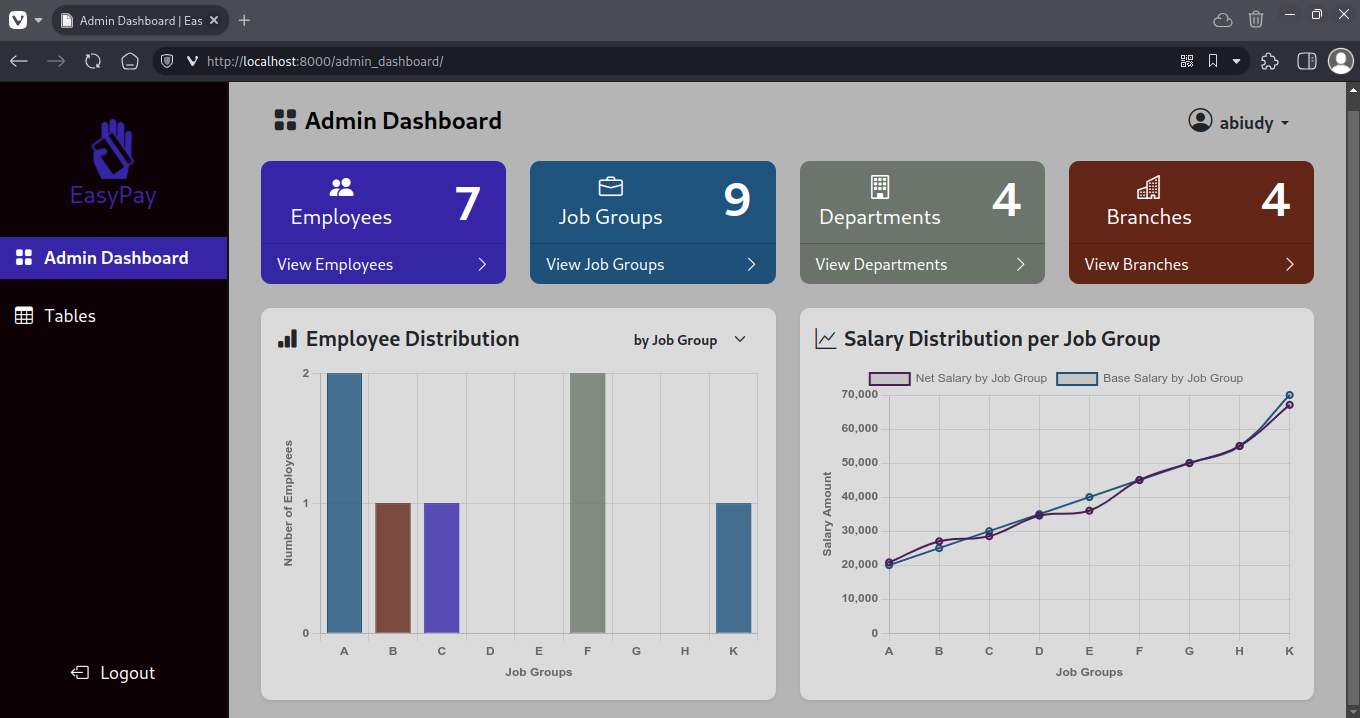 Admin Dashboard | Eas
http://localhost:8000/admin_dashboard/
EasyPay
Admin Dashboard
Tables
Logout
Admin Dashboard
abiudy
Employees
7
View Employees
Job Groups
9
View Job Groups
Departments
4
View Departments
Branches
4
View Branches
Employee Distribution
by Job Group
Number of Employees
2
1
0
A B C D E F G H K
Job Groups
Salary Distribution per Job Group
Net Salary by Job Group Base Salary by Job Group
Salary Amount
70,000
60,000
50,000
40,000
30,000
20,000
10,000
0
A B C D E F G H K
Job Groups